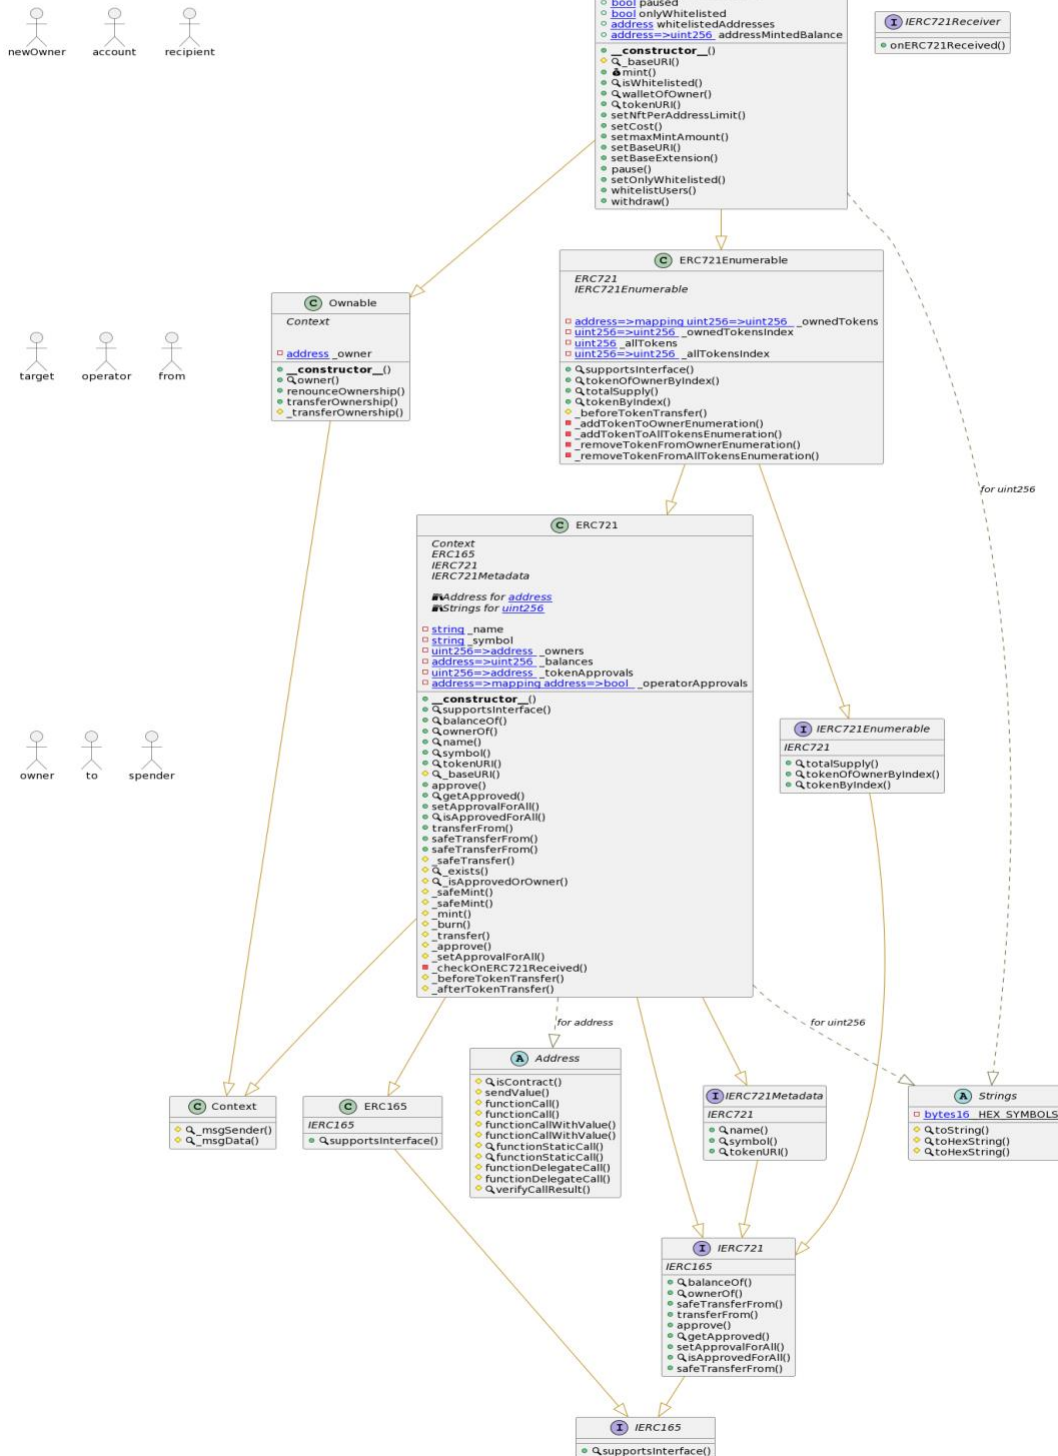 bool paused
bool onlyWhitelisted
address whitelistedAddresses
address=>uint256 addressMintedBalance
__constructor__()
_baseURI()
mint()
isWhitelisted()
walletOfOwner()
tokenURI()
setNftPerAddressLimit()
setCost()
setmaxMintAmount()
setBaseURI()
setBaseExtension()
pause()
setOnlyWhitelisted()
whitelistUsers()
withdraw()
I IERC721Receiver
onERC721Received()
newOwner account recipient
C Ownable
Context
address _owner
__constructor__()
owner()
renounceOwnership()
transferOwnership()
_transferOwnership()
C ERC721Enumerable
ERC721
IERC721Enumerable
address=>mapping uint256=>uint256 _ownedTokens
uint256=>uint256 _ownedTokensIndex
uint256 _allTokens
uint256=>uint256 _allTokensIndex
supportsInterface()
tokenOfOwnerByIndex()
totalSupply()
tokenByIndex()
_beforeTokenTransfer()
_addTokenToOwnerEnumeration()
_addTokenToAllTokensEnumeration()
_removeTokenFromOwnerEnumeration()
_removeTokenFromAllTokensEnumeration()
target operator from
for uint256
C ERC721
Context
ERC165
IERC721
IERC721Metadata
Address for address
Strings for uint256
string _name
string _symbol
uint256=>address _owners
address=>uint256 _balances
uint256=>address _tokenApprovals
address=>mapping address=>bool _operatorApprovals
__constructor__()
supportsInterface()
balanceOf()
ownerOf()
name()
symbol()
tokenURI()
_baseURI()
approve()
getApproved()
setApprovalForAll()
isApprovedForAll()
transferFrom()
safeTransferFrom()
safeTransferFrom()
_safeTransfer()
_exists()
_isApprovedOrOwner()
_safeMint()
_safeMint()
_mint()
_burn()
_transfer()
_approve()
_setApprovalForAll()
_checkOnERC721Received()
_beforeTokenTransfer()
_afterTokenTransfer()
I IERC721Enumerable
IERC721
totalSupply()
tokenOfOwnerByIndex()
tokenByIndex()
owner to spender
for address
for uint256
C Context
_msgSender()
_msgData()
C ERC165
IERC165
supportsInterface()
A Address
isContract()
sendValue()
functionCall()
functionCall()
functionCallWithValue()
functionCallWithValue()
functionStaticCall()
functionStaticCall()
functionDelegateCall()
functionDelegateCall()
verifyCallResult()
I IERC721Metadata
IERC721
name()
symbol()
tokenURI()
A Strings
bytes16 _HEX_SYMBOLS
toString()
toHexString()
toHexString()
I IERC721
IERC165
balanceOf()
ownerOf()
safeTransferFrom()
transferFrom()
approve()
getApproved()
setApprovalForAll()
isApprovedForAll()
safeTransferFrom()
I IERC165
supportsInterface()